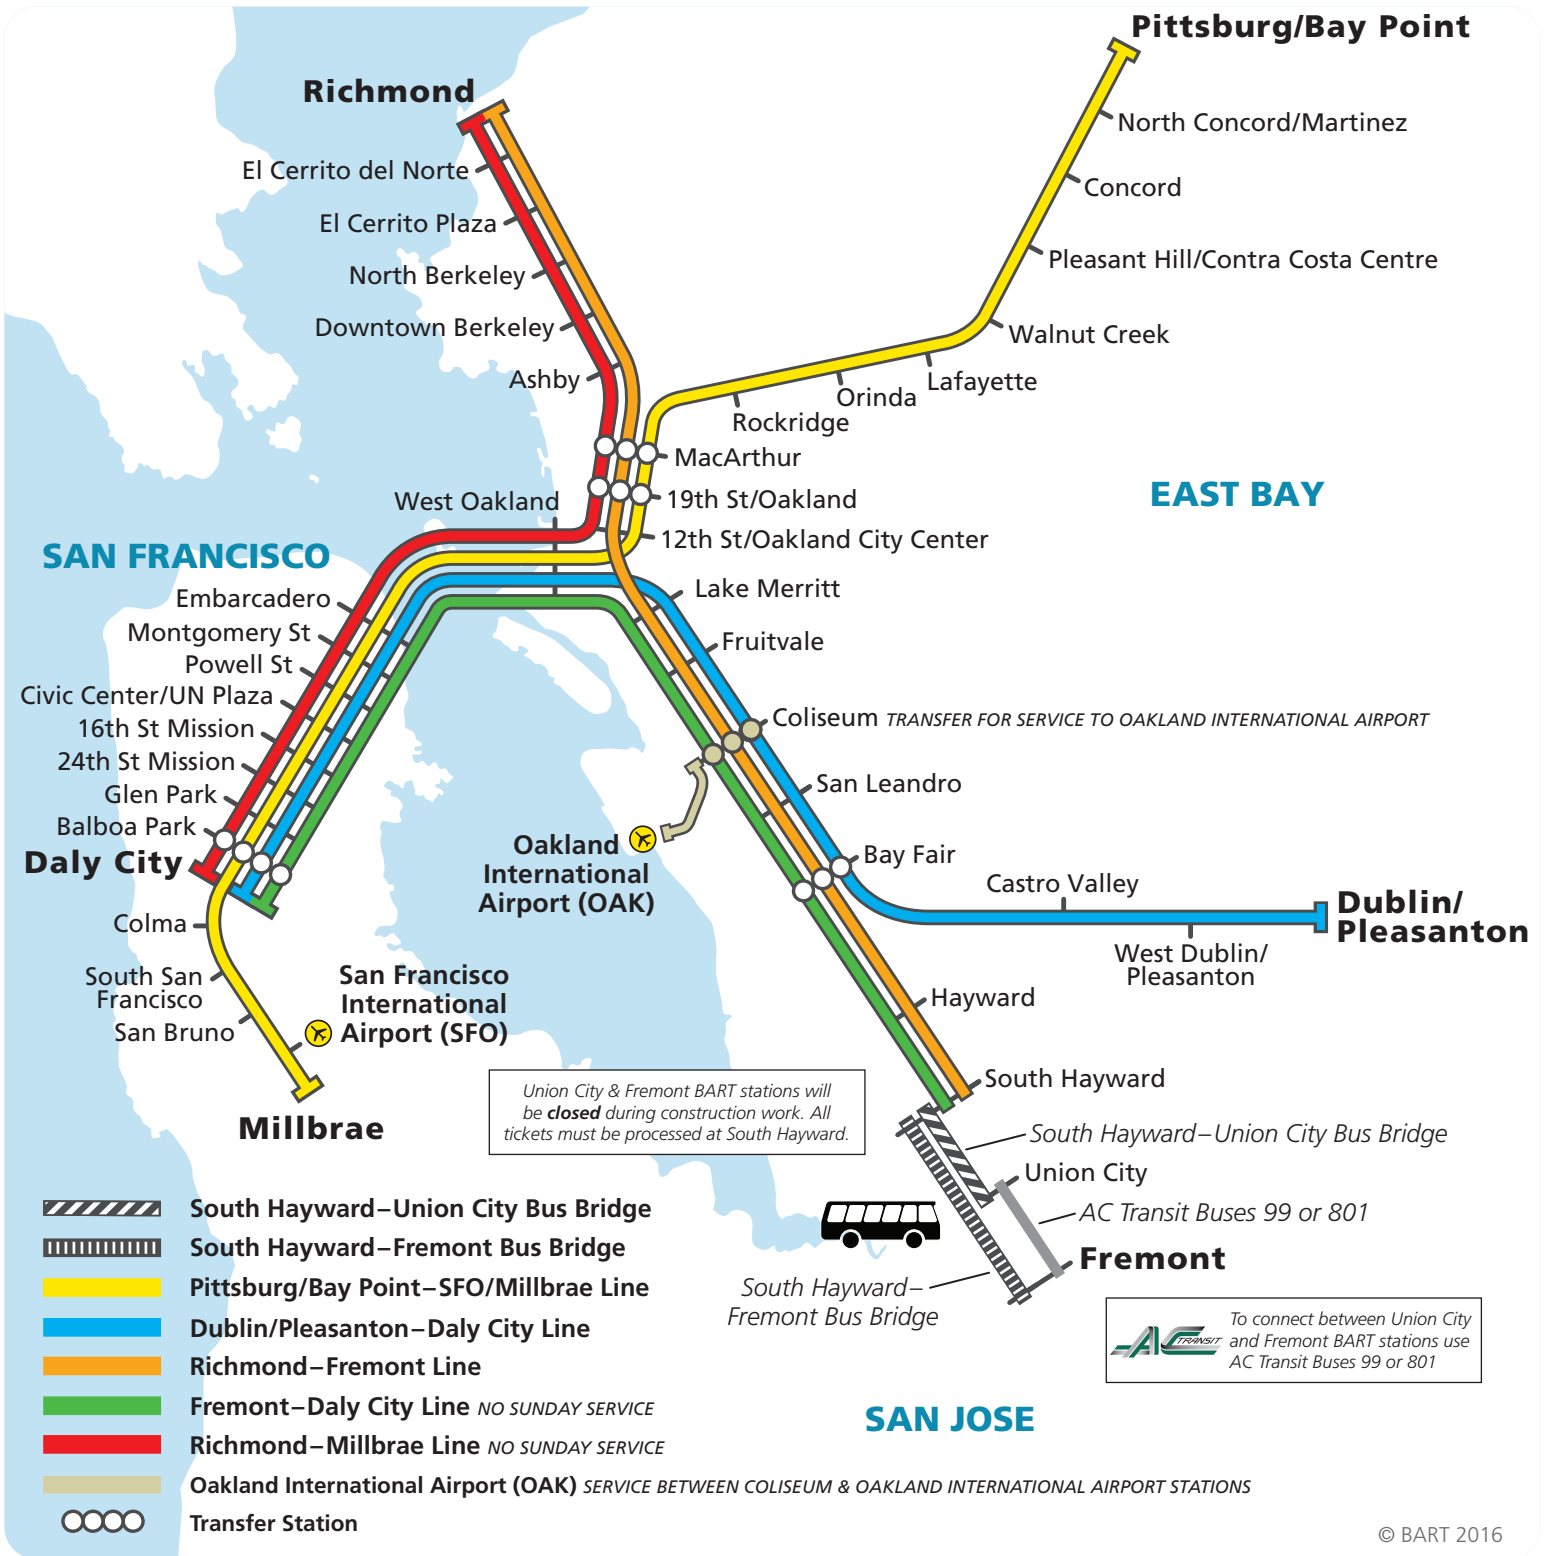 Pittsburg/Bay Point
Richmond
North Concord/Martinez
El Cerrito del Norte
Concord
El Cerrito Plaza
Pleasant Hill/Contra Costa Centre
North Berkeley
Downtown Berkeley
Walnut Creek
Ashby
Lafayette
Orinda
Rockridge
MacArthur
EAST BAY
West Oakland
19th St/Oakland
12th St/Oakland City Center
SAN FRANCISCO
Lake Merritt
Embarcadero
Montgomery St
Fruitvale
Powell St
Civic Center/UN Plaza
Coliseum TRANSFER FOR SERVICE TO OAKLAND INTERNATIONAL AIRPORT
16th St Mission
24th St Mission
San Leandro
Glen Park
Balboa Park
Daly City
Oakland
International
Airport (OAK)
Bay Fair
Castro Valley
Dublin/
Pleasanton
West Dublin/
Pleasanton
Colma
South San
Francisco
San Bruno
San Francisco
International
Airport (SFO)
Hayward
Millbrae
South Hayward
Union City & Fremont BART stations will
be closed during construction work. All
tickets must be processed at South Hayward.
South Hayward–Union City Bus Bridge
Union City
AC Transit Buses 99 or 801
Fremont
South Hayward–
Fremont Bus Bridge
AC TRANSIT
To connect between Union City
and Fremont BART stations use
AC Transit Buses 99 or 801
SAN JOSE
South Hayward–Union City Bus Bridge
South Hayward–Fremont Bus Bridge
Pittsburg/Bay Point–SFO/Millbrae Line
Dublin/Pleasanton–Daly City Line
Richmond–Fremont Line
Fremont–Daly City Line NO SUNDAY SERVICE
Richmond–Millbrae Line NO SUNDAY SERVICE
Oakland International Airport (OAK) SERVICE BETWEEN COLISEUM & OAKLAND INTERNATIONAL AIRPORT STATIONS
Transfer Station
© BART 2016